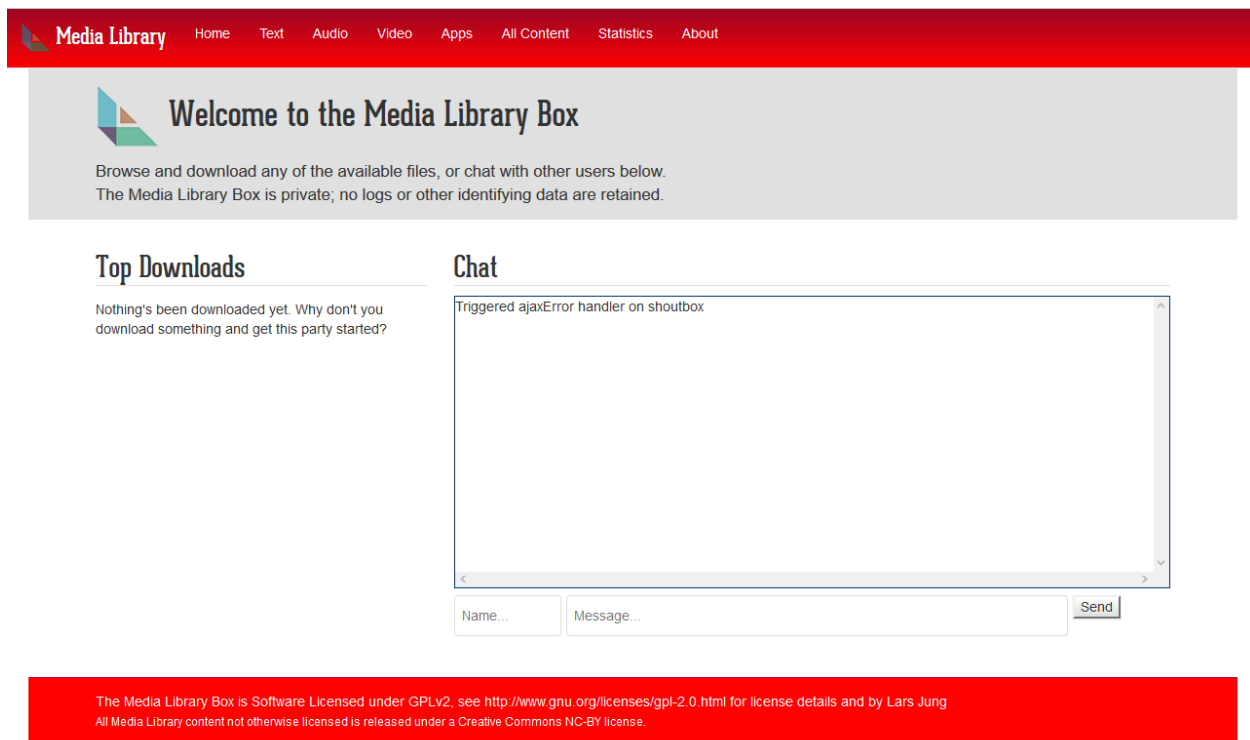 Media Library Home Text Audio Video Apps All Content Statistics About
Welcome to the Media Library Box
Browse and download any of the available files, or chat with other users below.
The Media Library Box is private; no logs or other identifying data are retained.
Top Downloads
Nothing's been downloaded yet. Why don't you
download something and get this party started?
Chat
Triggered ajaxError handler on shoutbox
Name... Message... Send
The Media Library Box is Software Licensed under GPLv2, see http://www.gnu.org/licenses/gpl-2.0.html for license details and by Lars Jung
All Media Library content not otherwise licensed is released under a Creative Commons NC-BY license.